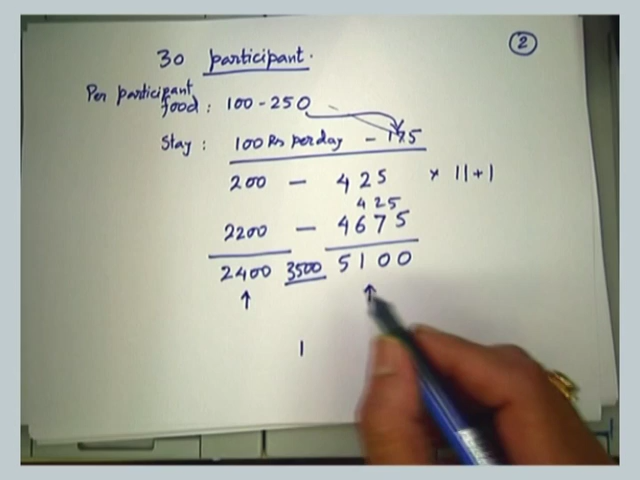 2
30 participant.
Per participant
food : 100 - 250
Stay : 100 Rs per day - 175
200 - 425 * 11+1
425
2200 - 4675
2400 3500 5100
1